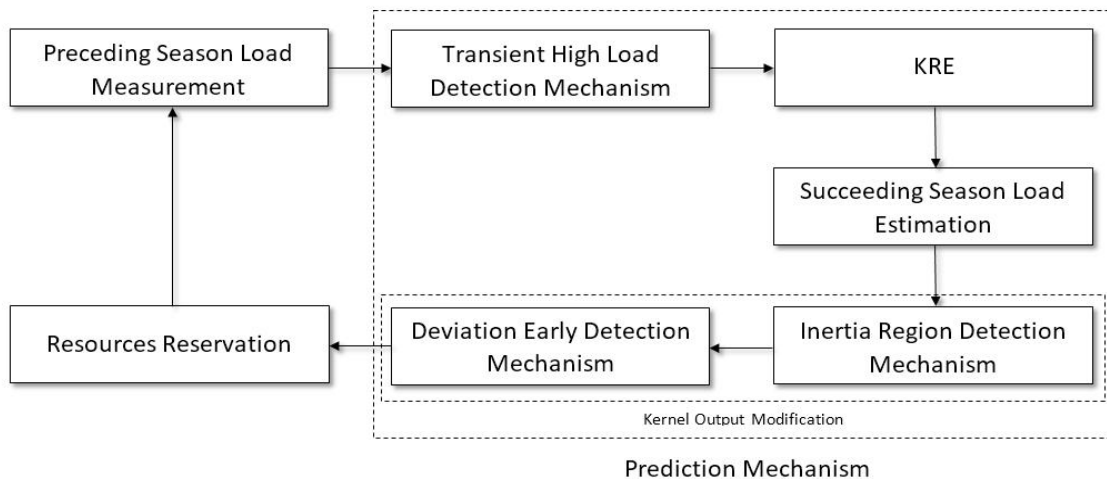 Preceding Season Load
Measurement
Transient High Load
Detection Mechanism
KRE
Succeeding Season Load
Estimation
Inertia Region Detection
Mechanism
Deviation Early Detection
Mechanism
Resources Reservation
Kernel Output Modification
Prediction Mechanism